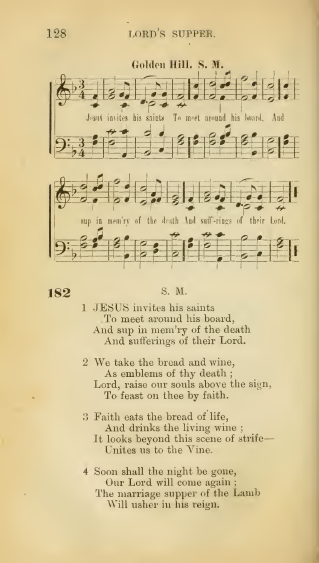 128 LORD'S SUPPER.
Golden Hill. S. M.
Jesus invites his saints To meet around his board, And
sup in mem'ry of the death And suff'rings of their Lord.
182 S. M.
1 JESUS invites his saints
To meet around his board,
And sup in mem'ry of the death
And sufferings of their Lord.
2 We take the bread and wine,
As emblems of thy death ;
Lord, raise our souls above the sign,
To feast on thee by faith.
3 Faith eats the bread of life,
And drinks the living wine ;
It looks beyond this scene of strife—
Unites us to the Vine.
4 Soon shall the night be gone,
Our Lord will come again ;
The marriage supper of the Lamb
Will usher in his reign.